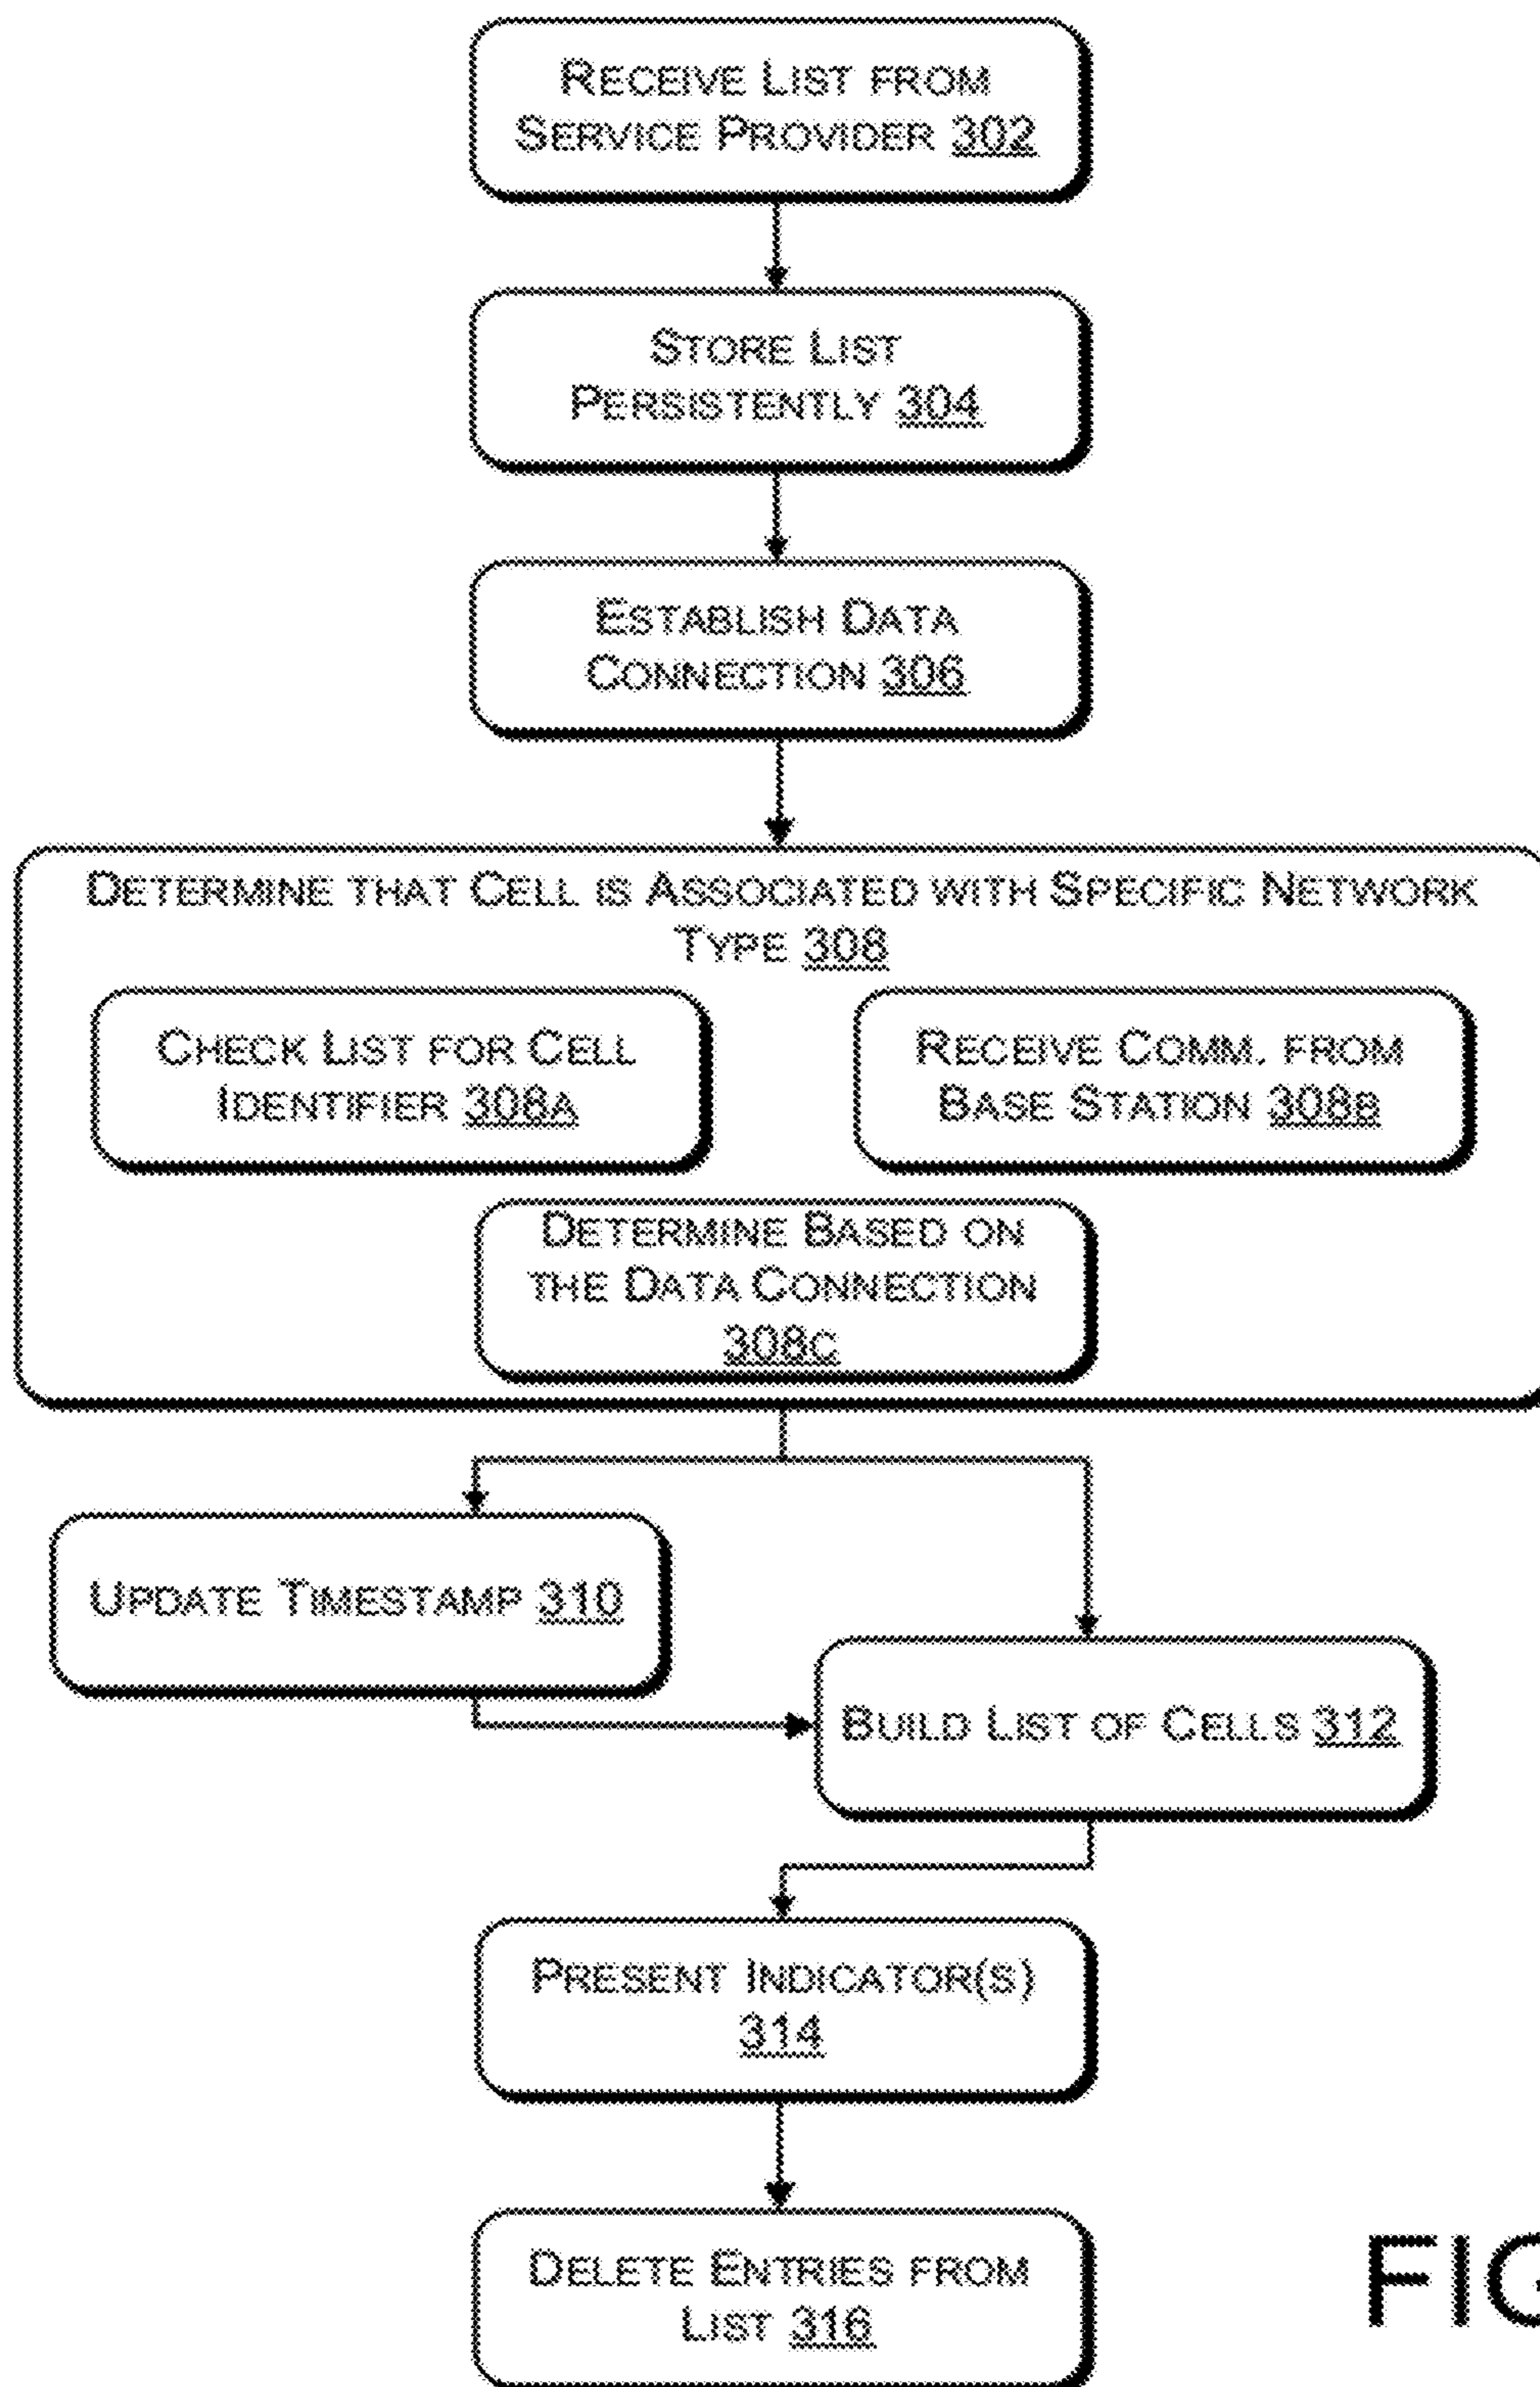 RECEIVE LIST FROM
SERVICE PROVIDER 302
STORE LIST
PERSISTENTLY 304
ESTABLISH DATA
CONNECTION 306
DETERMINE THAT CELL IS ASSOCIATED WITH SPECIFIC NETWORK
TYPE 308
CHECK LIST FOR CELL
IDENTIFIER 308A
RECEIVE COMM. FROM
BASE STATION 308B
DETERMINE BASED ON
THE DATA CONNECTION
308C
UPDATE TIMESTAMP 310
BUILD LIST OF CELLS 312
PRESENT INDICATOR(S)
314
DELETE ENTRIES FROM
LIST 316
FIG